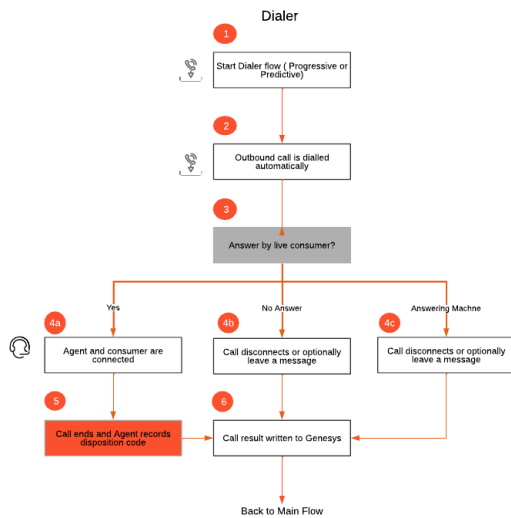 Dialer
1
Start Dialer flow ( Progressive or
Predictive)
2
Outbound call is dialled
automatically
3
Answer by live consumer?
Yes
No Answer
Answering Machne
4a
4b
4c
Agent and consumer are
connected
Call disconnects or optionally
leave a message
Call disconnects or optionally
leave a message
5
6
Call ends and Agent records
disposition code
Call result written to Genesys
Back to Main Flow